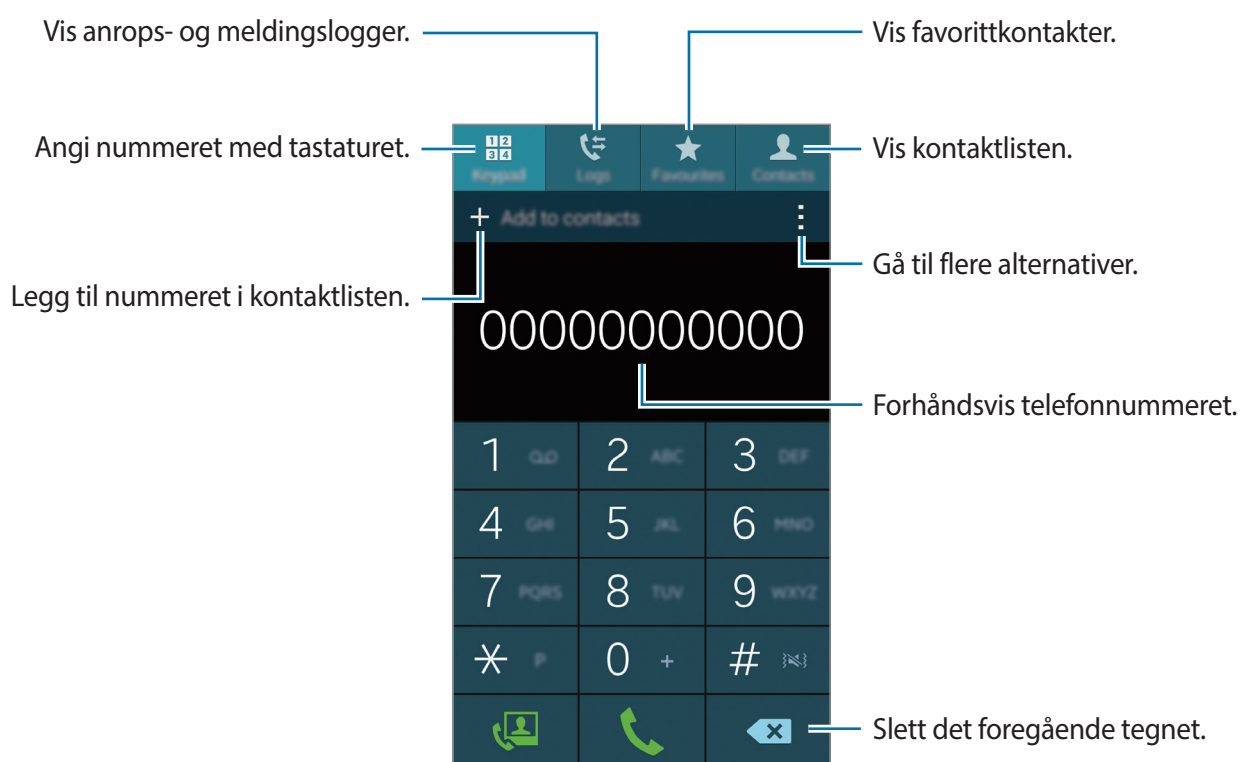 Vis anrops- og meldingslogger.
Vis favorittkontakter.
Angi nummeret med tastaturet.
Vis kontaktlisten.
Keypad Logs Favourites Contacts
+ Add to contacts
Gå til flere alternativer.
Legg til nummeret i kontaktlisten.
00000000000
Forhåndsvis telefonnummeret.
1 2 ABC 3 DEF
4 GHI 5 JKL 6 MNO
7 PQRS 8 TUV 9 WXYZ
* P 0 + #
Slett det foregående tegnet.